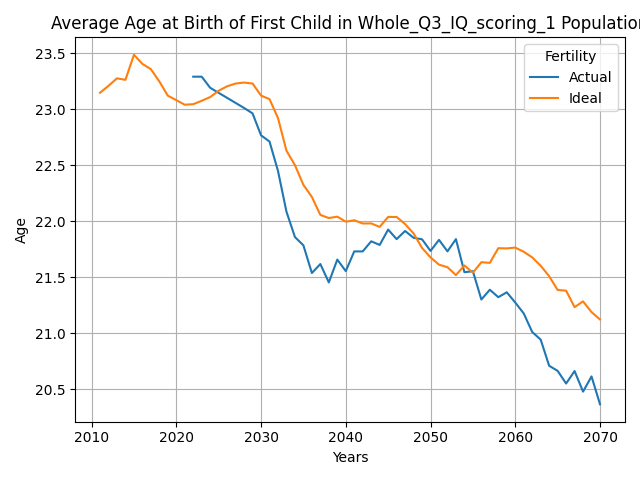 Average Age at Birth of First Child in Whole_Q3_IQ_scoring_1 Population
Fertility
Actual
Ideal
23.5
23.0
22.5
22.0
21.5
21.0
20.5
Age
2010 2020 2030 2040 2050 2060 2070
Years